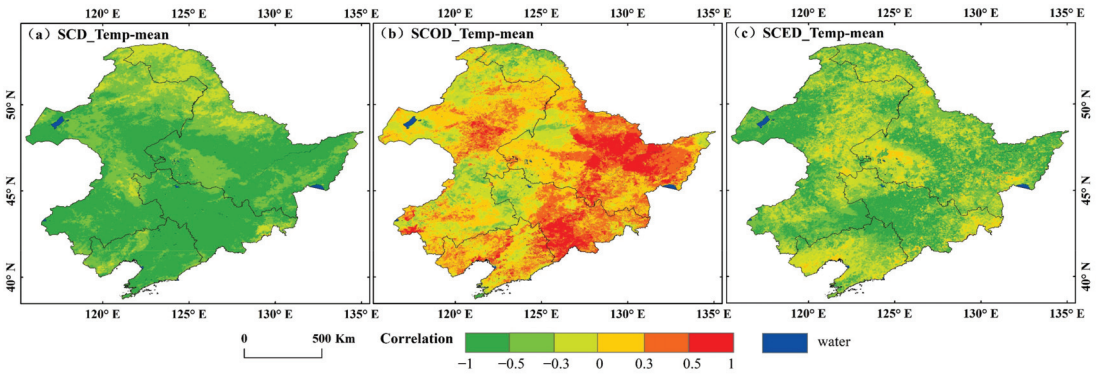 120° E 125° E 130° E 135° E 120° E 125° E 130° E 135° E 120° E 125° E 130° E 135° E
(a) SCD_Temp-mean (b) SCOD_Temp-mean (c) SCED_Temp-mean
50° N 50° N
45° N 45° N
40° N 40° N
120° E 125° E 130° E 135° E 120° E 125° E 130° E 135° E 120° E 125° E 130° E 135° E
0 500 Km Correlation water
−1 −0.5 −0.3 0 0.3 0.5 1